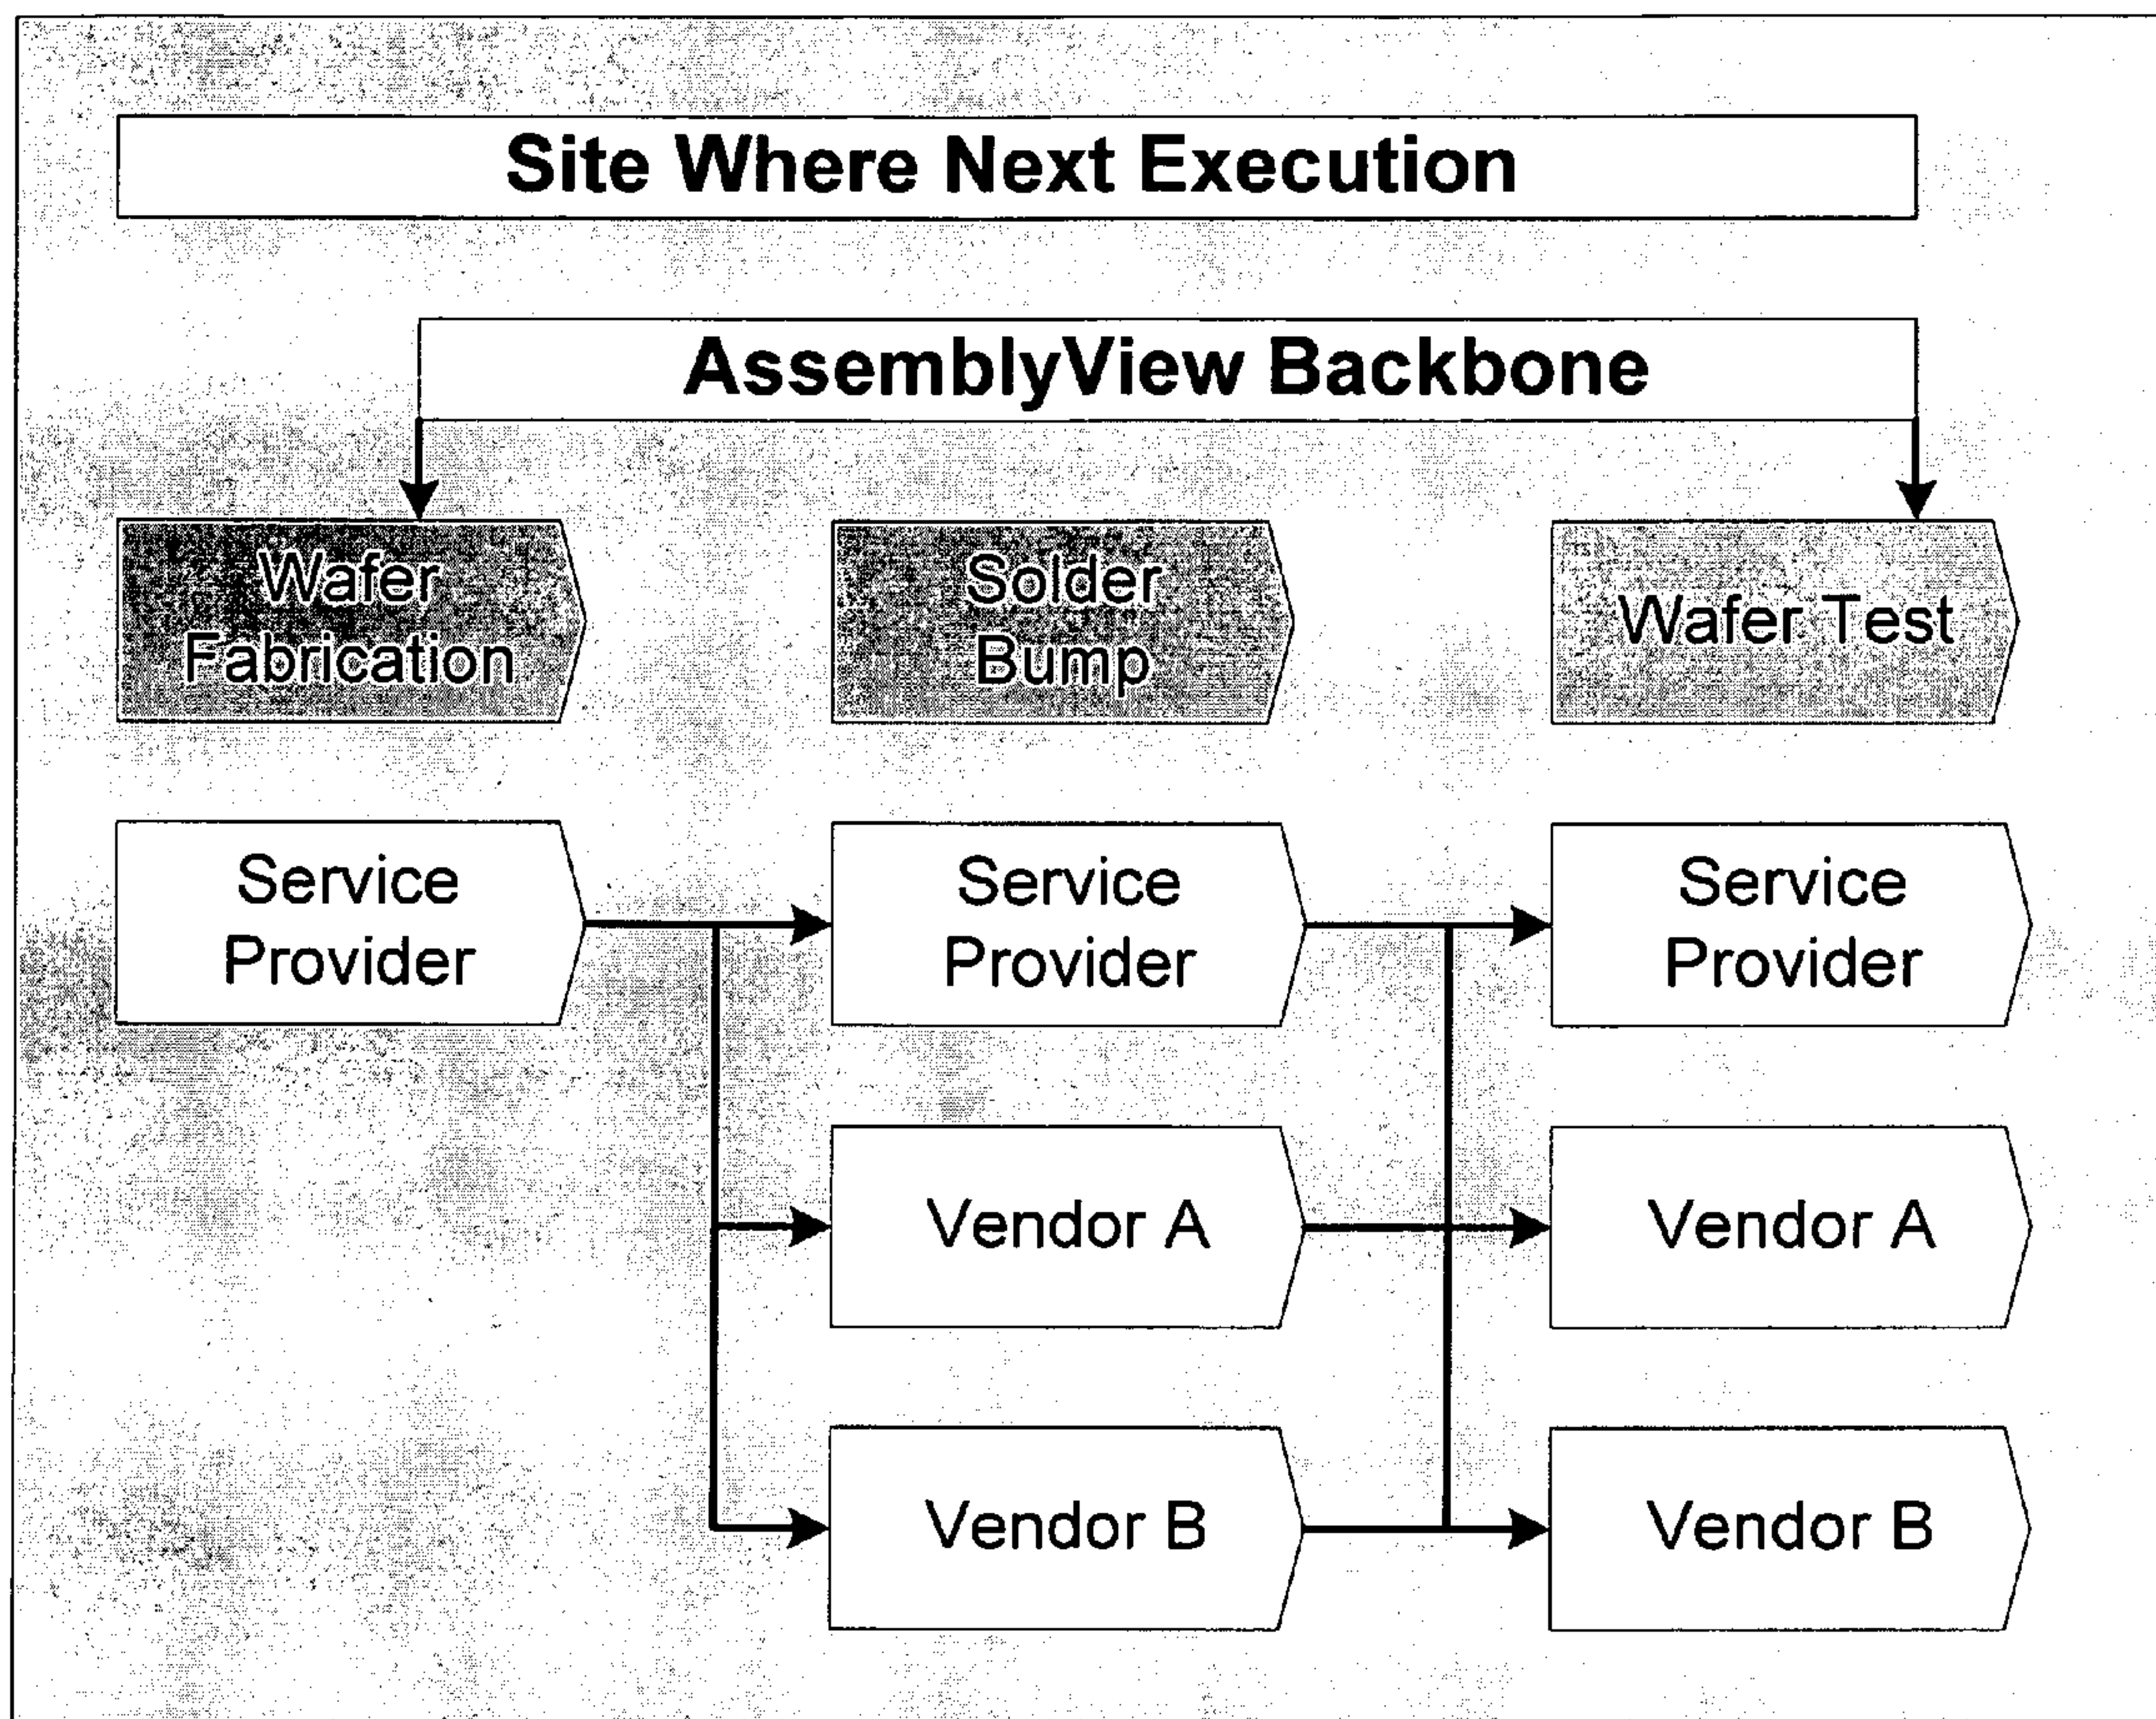 Site Where Next Execution
AssemblyView Backbone
Wafer
Fabrication
Solder
Bump
Wafer Test
Service
Provider
Service
Provider
Service
Provider
Vendor A
Vendor A
Vendor B
Vendor B